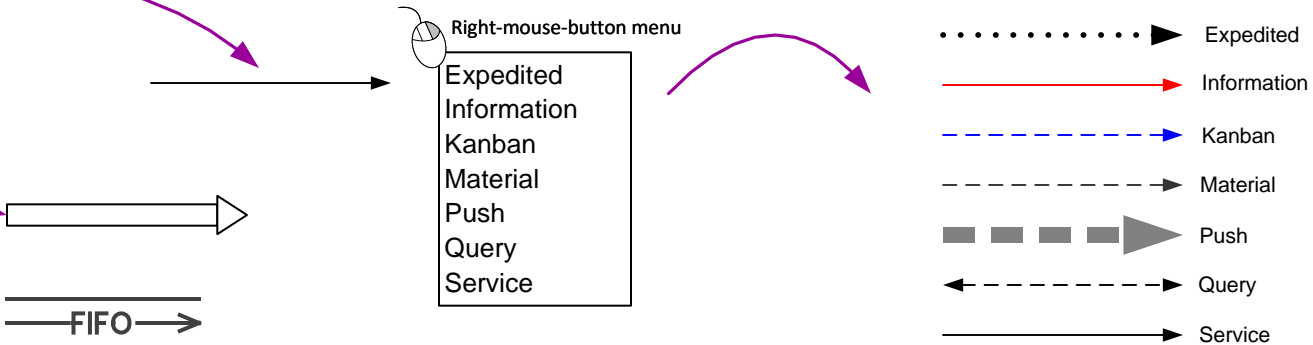 Right-mouse-button menu
Expedited
Information
Kanban
Material
Push
Query
Service
FIFO
Expedited
Information
Kanban
Material
Push
Query
Service